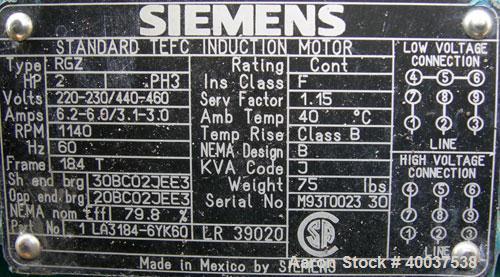 SIEMENS
STANDARD TEFC INDUCTION MOTOR
Type RGZ Rating Cont
HP 2 PH3 Ins Class F
Volts 220-230/440-460 Serv Factor 1.15
Amps 6.2-6.0/3.1-3.0 Amb Temp 40 °C
RPM 1140 Temp Rise Class B
Hz 60 NEMA Design B
Frame 184 T KVA Code J
Sh end brg 30BC02JEE3 Weight 75 lbs
Opp end brg 20BC02JEE3 Serial No M93T0023 30
NEMA nom eff 79.8 %
Part No. 1 LA3184-6YK60 LR 39020
SA
Made in Mexico by SIEMENS
LOW VOLTAGE
CONNECTION
4 5 6
7 8 9
1 2 3
LINE
HIGH VOLTAGE
CONNECTION
4 5 6
7 8 9
1 2 3
LINE
Aaron Stock # 40037538